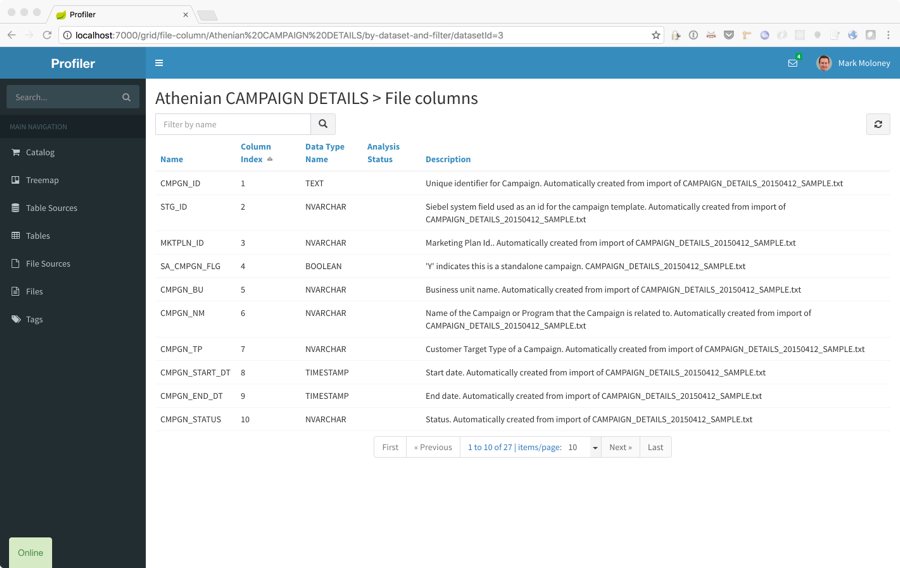 Profiler
localhost:7000/grid/file-column/Athenian%20CAMPAIGN%20DETAILS/by-dataset-and-filter/datasetId=3
Profiler
4
Mark Moloney
Search...
MAIN NAVIGATION
Catalog
Treemap
Table Sources
Tables
File Sources
Files
Tags
Online
Athenian CAMPAIGN DETAILS > File columns
Filter by name
Name Column Index Data Type Name Analysis Status Description
CMPGN_ID 1 TEXT Unique identifier for Campaign. Automatically created from import of CAMPAIGN_DETAILS_20150412_SAMPLE.txt
STG_ID 2 NVARCHAR Siebel system field used as an id for the campaign template. Automatically created from import of
CAMPAIGN_DETAILS_20150412_SAMPLE.txt
MKTPLN_ID 3 NVARCHAR Marketing Plan Id.. Automatically created from import of CAMPAIGN_DETAILS_20150412_SAMPLE.txt
SA_CMPGN_FLG 4 BOOLEAN 'Y' indicates this is a standalone campaign. CAMPAIGN_DETAILS_20150412_SAMPLE.txt
CMPGN_BU 5 NVARCHAR Business unit name. Automatically created from import of CAMPAIGN_DETAILS_20150412_SAMPLE.txt
CMPGN_NM 6 NVARCHAR Name of the Campaign or Program that the Campaign is related to. Automatically created from import of
CAMPAIGN_DETAILS_20150412_SAMPLE.txt
CMPGN_TP 7 NVARCHAR Customer Target Type of a Campaign. Automatically created from import of CAMPAIGN_DETAILS_20150412_SAMPLE.txt
CMPGN_START_DT 8 TIMESTAMP Start date. Automatically created from import of CAMPAIGN_DETAILS_20150412_SAMPLE.txt
CMPGN_END_DT 9 TIMESTAMP End date. Automatically created from import of CAMPAIGN_DETAILS_20150412_SAMPLE.txt
CMPGN_STATUS 10 NVARCHAR Status. Automatically created from import of CAMPAIGN_DETAILS_20150412_SAMPLE.txt
First « Previous 1 to 10 of 27 | items/page: 10 Next » Last